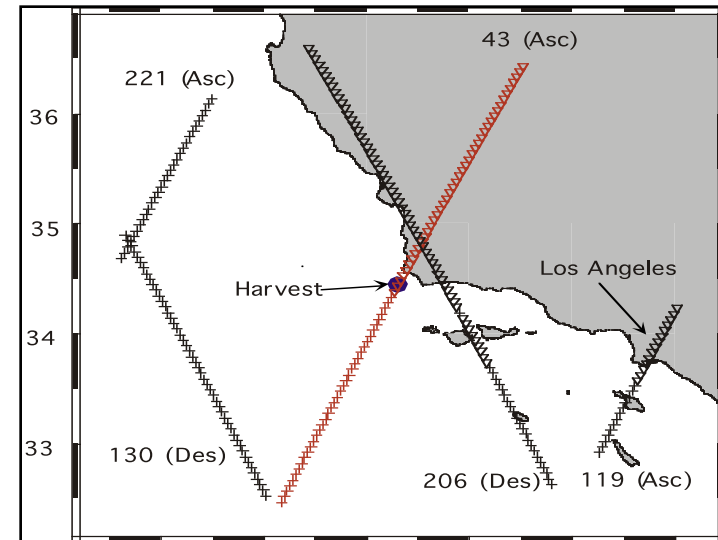 43 (Asc)
221 (Asc)
36
35
Los Angeles
Harvest
34
33
130 (Des)
206 (Des)
119 (Asc)